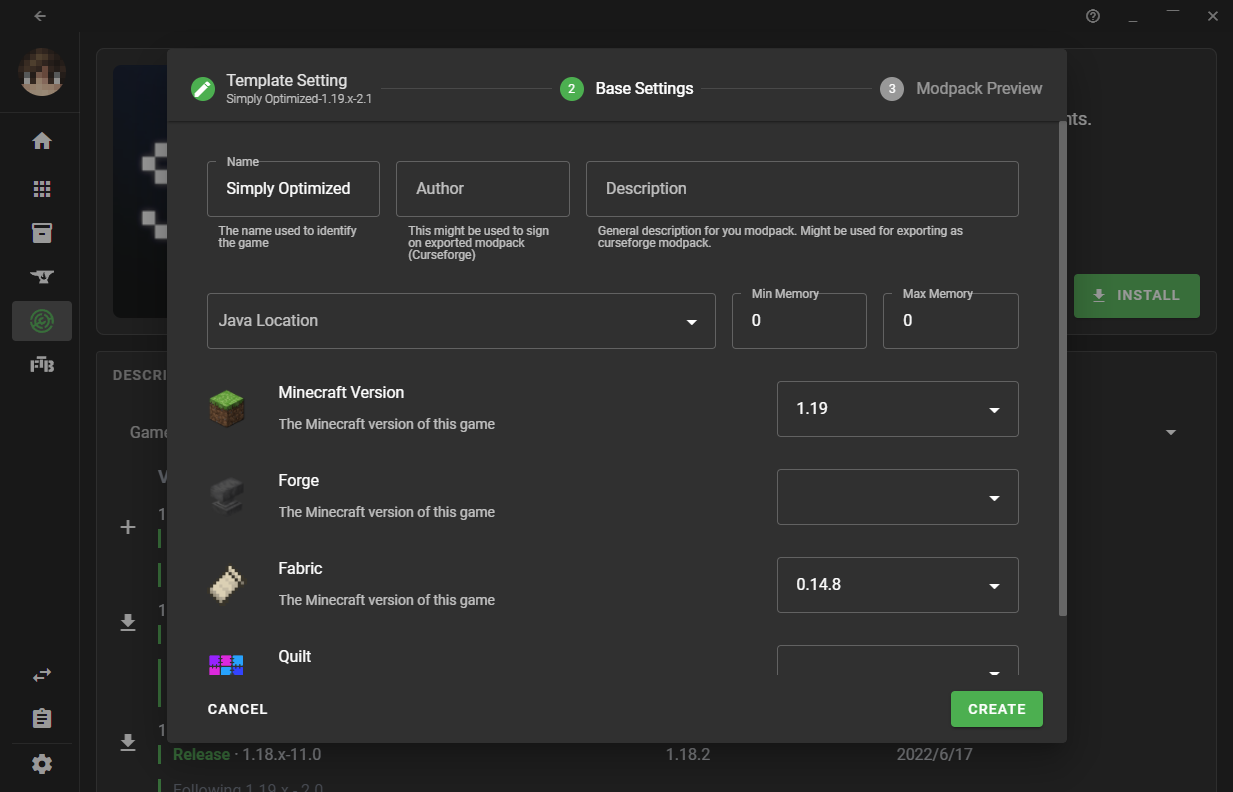 Template Setting
Simply Optimized-1.19.x-2.1
2
Base Settings
3
Modpack Preview
nts.
Name
Simply Optimized
Author
Description
The name used to identify
the game
This might be used to sign
on exported modpack
(Curseforge)
General description for you modpack. Might be used for exporting as
curseforge modpack.
INSTALL
Java Location
Min Memory
0
Max Memory
0
DESCRI
Minecraft Version
The Minecraft version of this game
1.19
Game
Forge
The Minecraft version of this game
V
1
Fabric
The Minecraft version of this game
0.14.8
1
Quilt
CANCEL
CREATE
1
Release · 1.18.x-11.0
1.18.2
2022/6/17
Following 1.19.x - 2.0
FTB